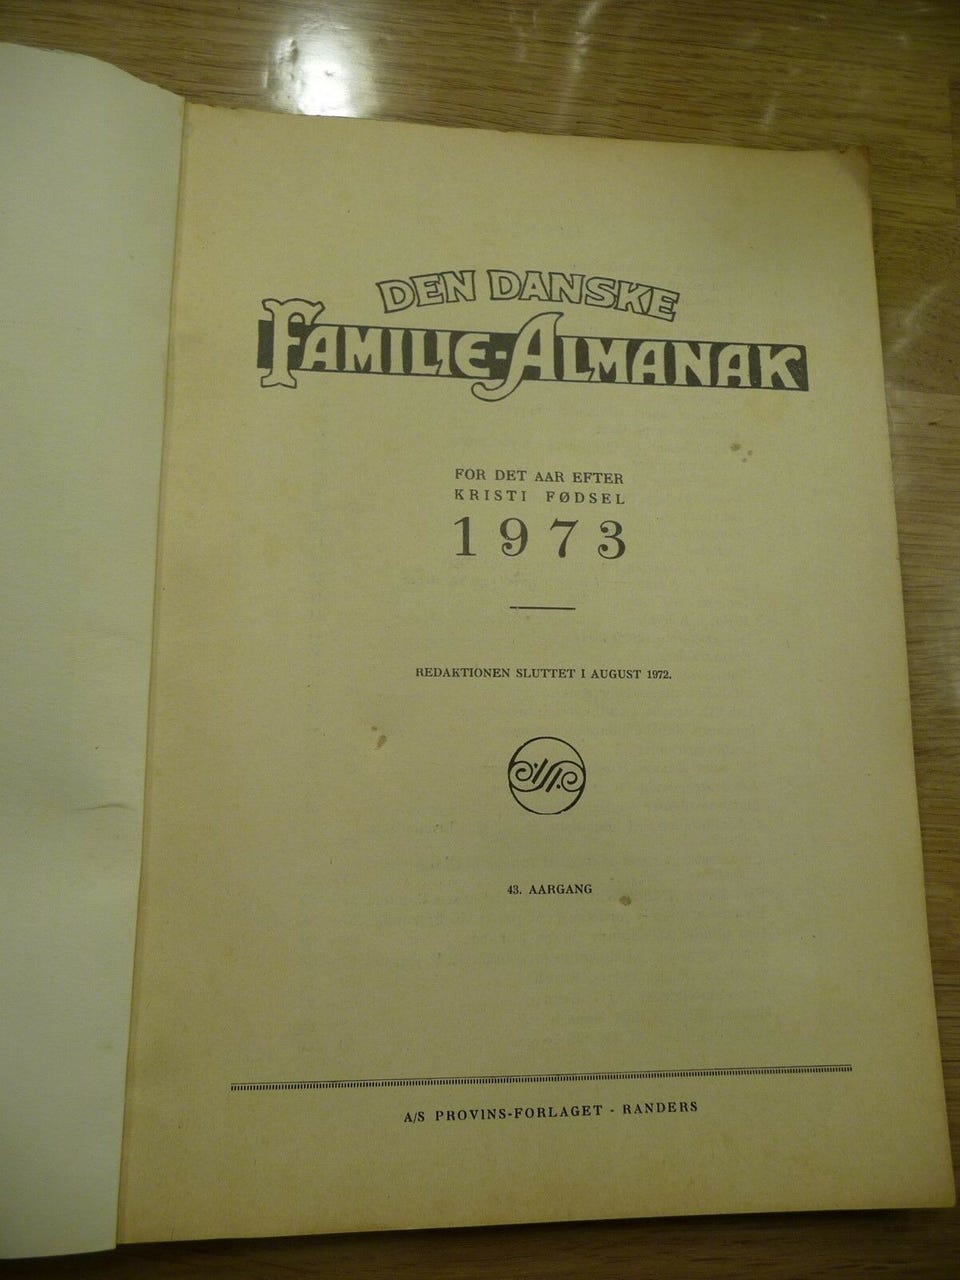 DEN DANSKE
FAMILIE-ALMANAK
FOR DET AAR EFTER
KRISTI FØDSEL
1973
REDAKTIONEN SLUTTET I AUGUST 1972.
43. AARGANG
A/S PROVINS-FORLAGET - RANDERS